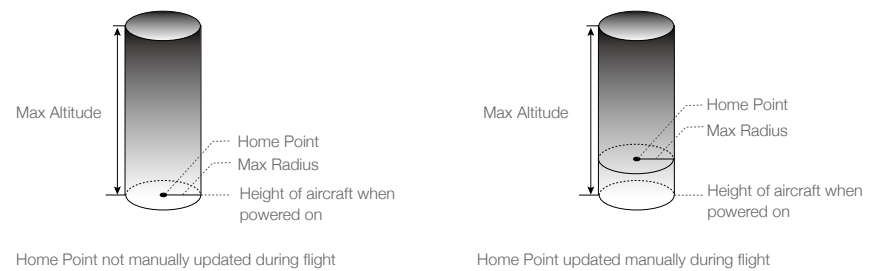 Max Altitude
Home Point
Max Radius
Height of aircraft when
powered on
Home Point not manually updated during flight
Max Altitude
Home Point
Max Radius
Height of aircraft when
powered on
Home Point updated manually during flight